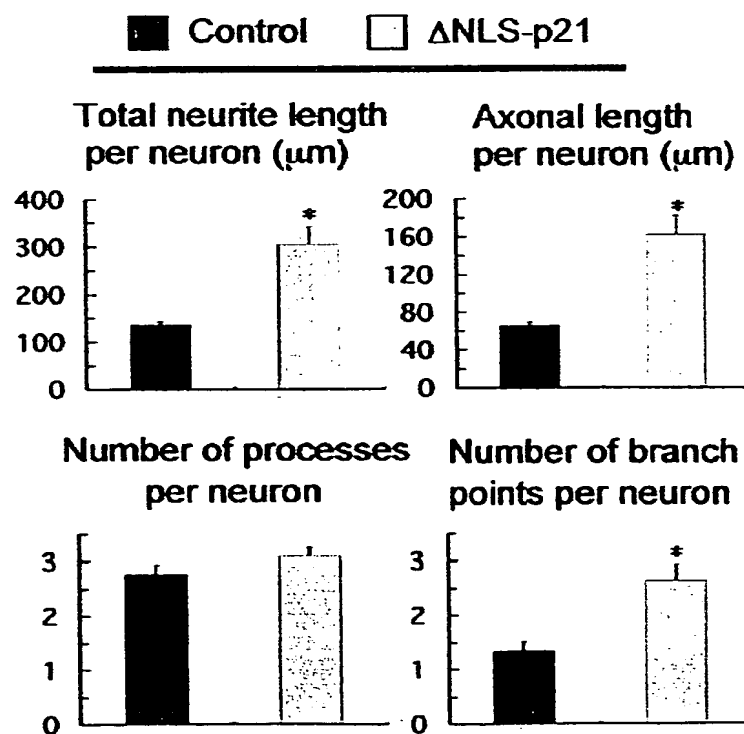 Control ΔNLS-p21
Total neurite length
per neuron (μm)
400
300
200
100
0
*
Axonal length
per neuron (μm)
200
160
120
80
40
0
*
Number of processes
per neuron
3
2
1
0
Number of branch
points per neuron
3
2
1
0
*